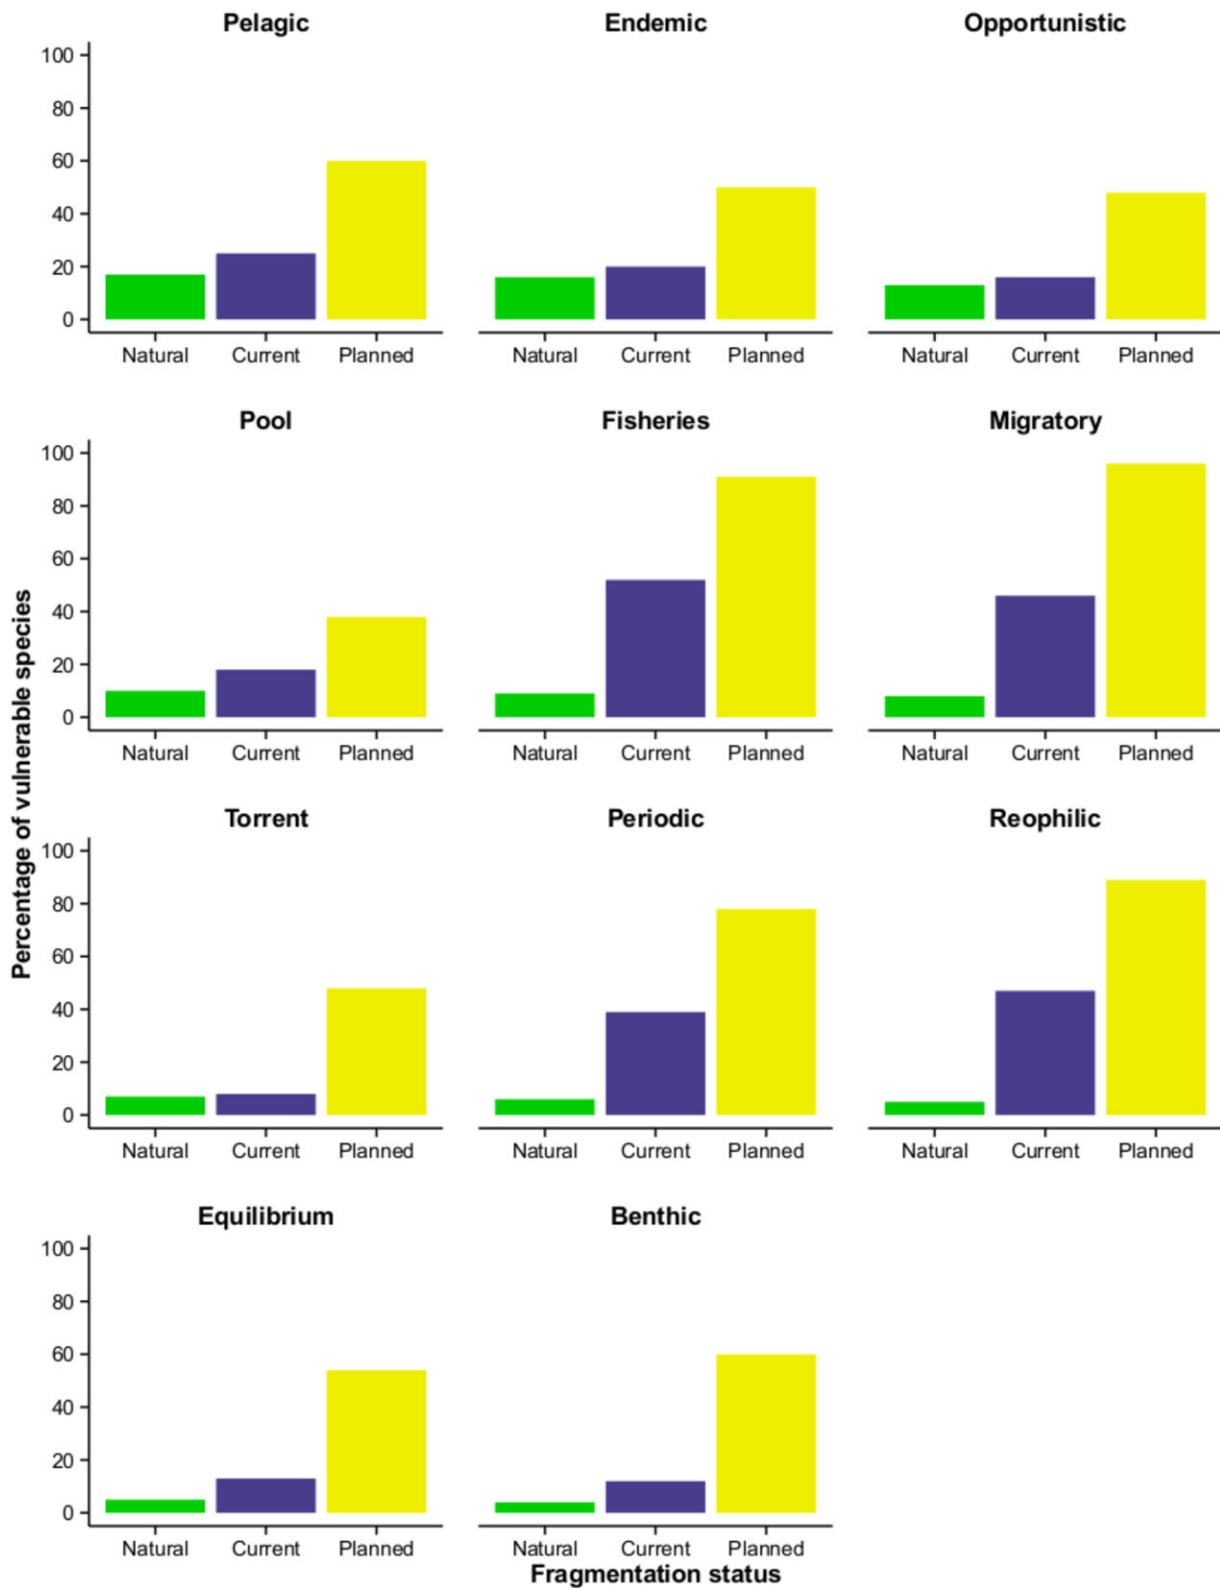 Pelagic Endemic Opportunistic
100
80
60
40
20
0
Natural Current Planned Natural Current Planned Natural Current Planned
Pool Fisheries Migratory
100
80
60
40
20
0
Natural Current Planned Natural Current Planned Natural Current Planned
Percentage of vulnerable species
Torrent Periodic Reophilic
100
80
60
40
20
0
Natural Current Planned Natural Current Planned Natural Current Planned
Equilibrium Benthic
100
80
60
40
20
0
Natural Current Planned Natural Current Planned
Fragmentation status